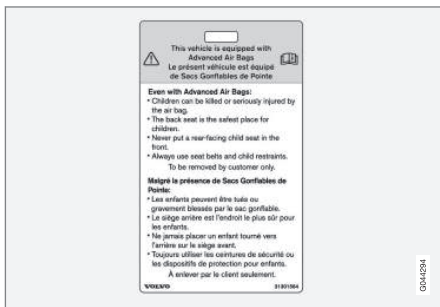 This vehicle is equipped with
Advanced Air Bags
Le présent véhicule est équipé
de Sacs Gonflables de Pointe
Even with Advanced Air Bags:
• Children can be killed or seriously injured by
the air bag.
• The back seat is the safest place for
children.
• Never put a rear-facing child seat in the
front.
• Always use seat belts and child restraints.
To be removed by customer only.
Malgré la présence de Sacs Gonflables de
Pointe:
• Les enfants peuvent être tués ou
gravement blessés par le sac gonflable.
• Le siège arrière est l'endroit le plus sûr pour
les enfants.
• Ne jamais placer un enfant tourné vers
l'arrière sur le siège avant.
• Toujours utiliser les ceintures de sécurité ou
les dispositifs de protection pour enfants.
À enlever par le client seulement.
VOLVO 31301564
G044294